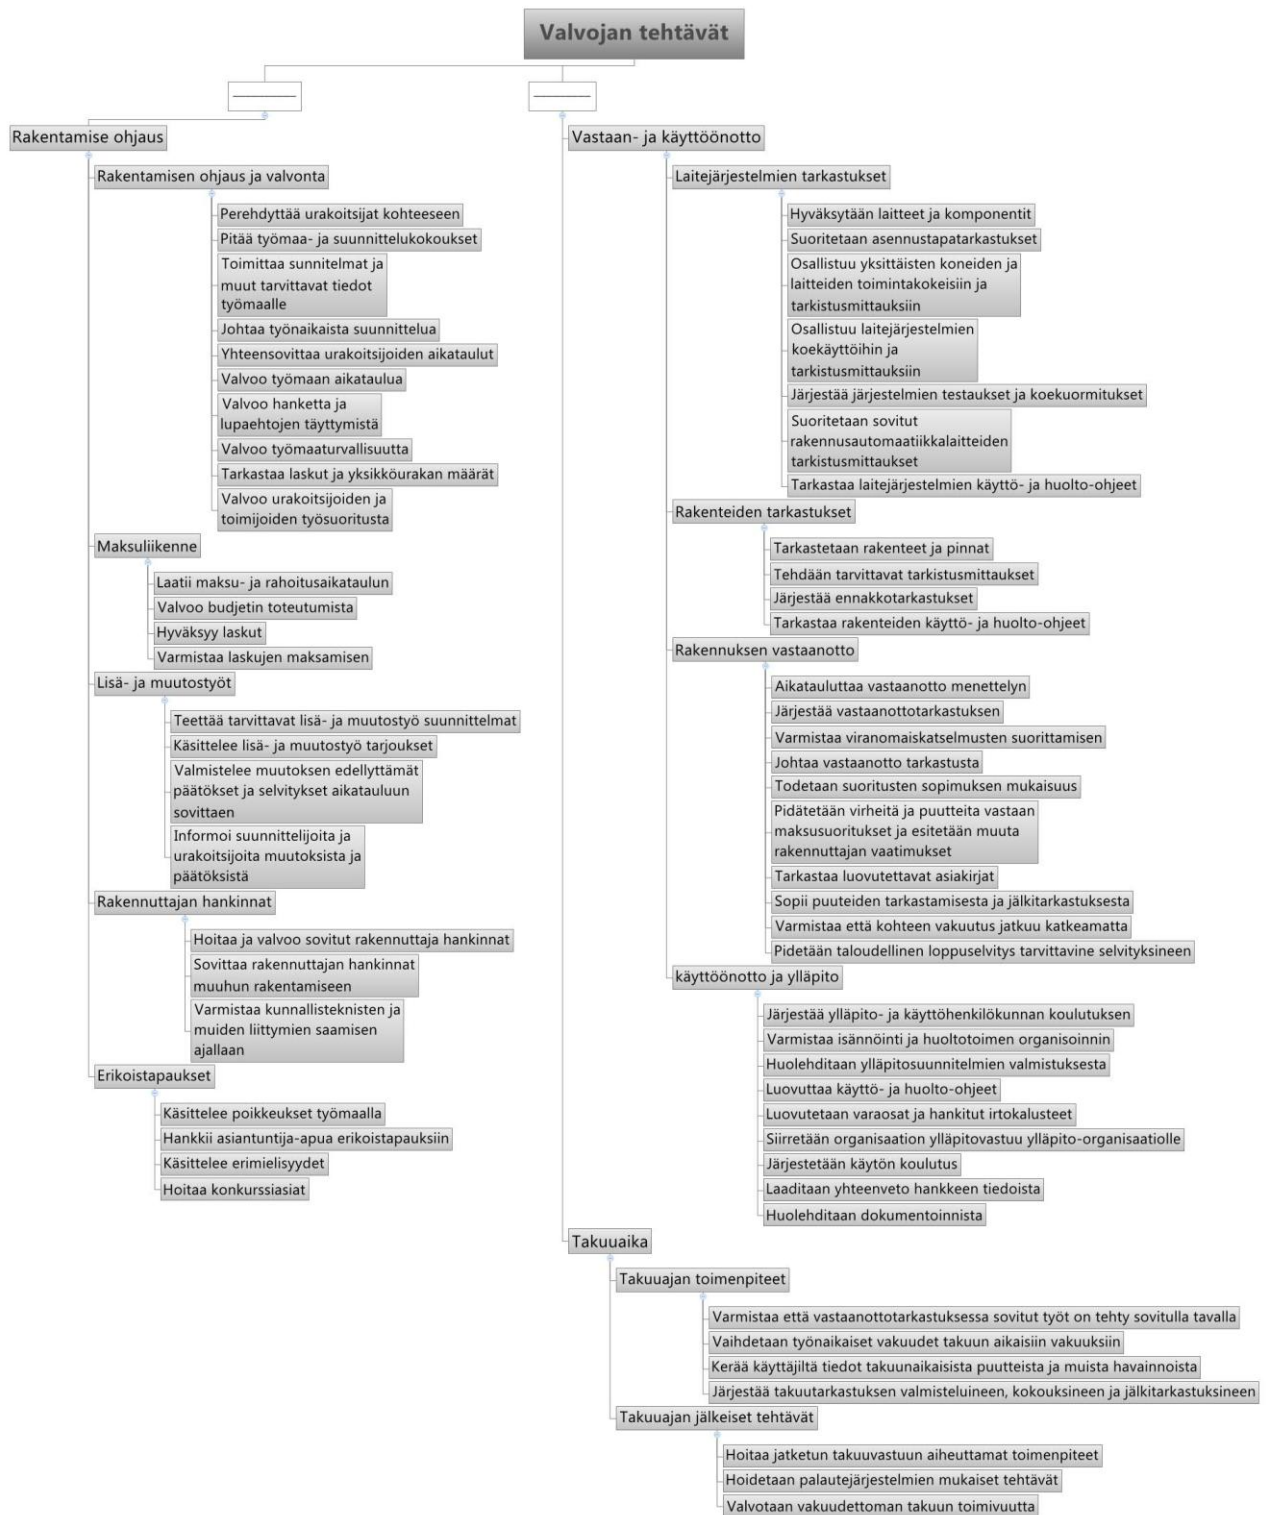 Valvojan tehtävät
Rakentamise ohjaus
Rakentamisen ohjaus ja valvonta
Perehdyttää urakoitsijat kohteeseen
Pitää työmaa- ja suunnittelukokoukset
Toimittaa sunnitelmat ja
muut tarvittavat tiedot
työmaalle
Johtaa työnaikaista suunnittelua
Yhteensovittaa urakoitsijoiden aikataulut
Valvoo työmaan aikataulua
Valvoo hanketta ja
lupaehtojen täyttymistä
Valvoo työmaaturvallisuutta
Tarkastaa laskut ja yksikköurakan määrät
Valvoo urakoitsijoiden ja
toimijoiden työsuoritusta
Maksuliikenne
Laatii maksu- ja rahoitusaikataulun
Valvoo budjetin toteutumista
Hyväksyy laskut
Varmistaa laskujen maksamisen
Lisä- ja muutostyöt
Teettää tarvittavat lisä- ja muutostyö suunnittelmat
Käsittelee lisä- ja muutostyö tarjoukset
Valmistelee muutoksen edellyttämät
päätökset ja selvitykset aikatauluun
sovittaen
Informoi suunnittelijoita ja
urakoitsijoita muutoksista ja
päätöksistä
Rakennuttajan hankinnat
Hoitaa ja valvoo sovitut rakennuttaja hankinnat
Sovittaa rakennuttajan hankinnat
muuhun rakentamiseen
Varmistaa kunnallisteknisten ja
muiden liittymien saamisen
ajallaan
Erikoistapaukset
Käsittelee poikkeukset työmaalla
Hankkii asiantuntija-apua erikoistapauksiin
Käsittelee erimielisyydet
Hoitaa konkurssiasiat
Vastaan- ja käyttöönotto
Laitejärjestelmien tarkastukset
Hyväksytään laitteet ja komponentit
Suoritetaan asennustapatarkastukset
Osallistuu yksittäisten koneiden ja
laitteiden toimintakokeisiin ja
tarkistusmittauksiin
Osallistuu laitejärjestelmien
koekäyttöihin ja
tarkistusmittauksiin
Järjestää järjestelmien testaukset ja koekuormitukset
Suoritetaan sovitut
rakennusautomaatiikkalaitteiden
tarkistusmittaukset
Tarkastaa laitejärjestelmien käyttö- ja huolto-ohjeet
Rakenteiden tarkastukset
Tarkastetaan rakenteet ja pinnat
Tehdään tarvittavat tarkistusmittaukset
Järjestää ennakkotarkastukset
Tarkastaa rakenteiden käyttö- ja huolto-ohjeet
Rakennuksen vastaanotto
Aikatauluttaa vastaanotto menettelyn
Järjestää vastaanottotarkastuksen
Varmistaa viranomaiskatselmusten suorittamisen
Johtaa vastaanotto tarkastusta
Todetaan suoritusten sopimuksen mukaisuus
Pidätetään virheitä ja puutteita vastaan
maksusuoritukset ja esitetään muuta
rakennuttajan vaatimukset
Tarkastaa luovutettavat asiakirjat
Sopii puuteiden tarkastamisesta ja jälkitarkastuksesta
Varmistaa että kohteen vakuutus jatkuu katkeamatta
Pidetään taloudellinen loppuselvitys tarvittavine selvityksineen
käyttöönotto ja ylläpito
Järjestää ylläpito- ja käyttöhenkilökunnan koulutuksen
Varmistaa isännöinti ja huoltotoimen organisoinnin
Huolehditaan ylläpitosuunnitelmien valmistuksesta
Luovuttaa käyttö- ja huolto-ohjeet
Luovutetaan varaosat ja hankitut irtokalusteet
Siirretään organisaation ylläpitovastuu ylläpito-organisaatiolle
Järjestetään käytön koulutus
Laaditaan yhteenveto hankkeen tiedoista
Huolehditaan dokumentoinnista
Takuuaika
Takuuajan toimenpiteet
Varmistaa että vastaanottotarkastuksessa sovitut työt on tehty sovitulla tavalla
Vaihdetaan työnaikaiset vakuudet takuun aikaisiin vakuuksiin
Kerää käyttäjiltä tiedot takuunaikaisista puutteista ja muista havainnoista
Järjestää takuutarkastuksen valmisteluineen, kokouksineen ja jälkitarkastuksineen
Takuuajan jälkeiset tehtävät
Hoitaa jatketun takuuvastuun aiheuttamat toimenpiteet
Hoidetaan palautejärjestelmien mukaiset tehtävät
Valvotaan vakuudettoman takuun toimivuutta